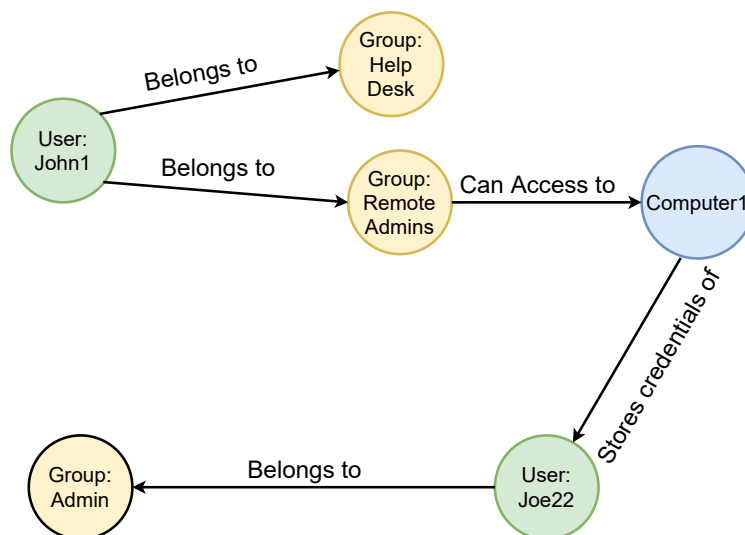 Group:
Help
Desk
Belongs to
User:
John1
Belongs to
Group:
Remote
Admins
Can Access to
Computer1
Stores credentials of
Group:
Admin
Belongs to
User:
Joe22